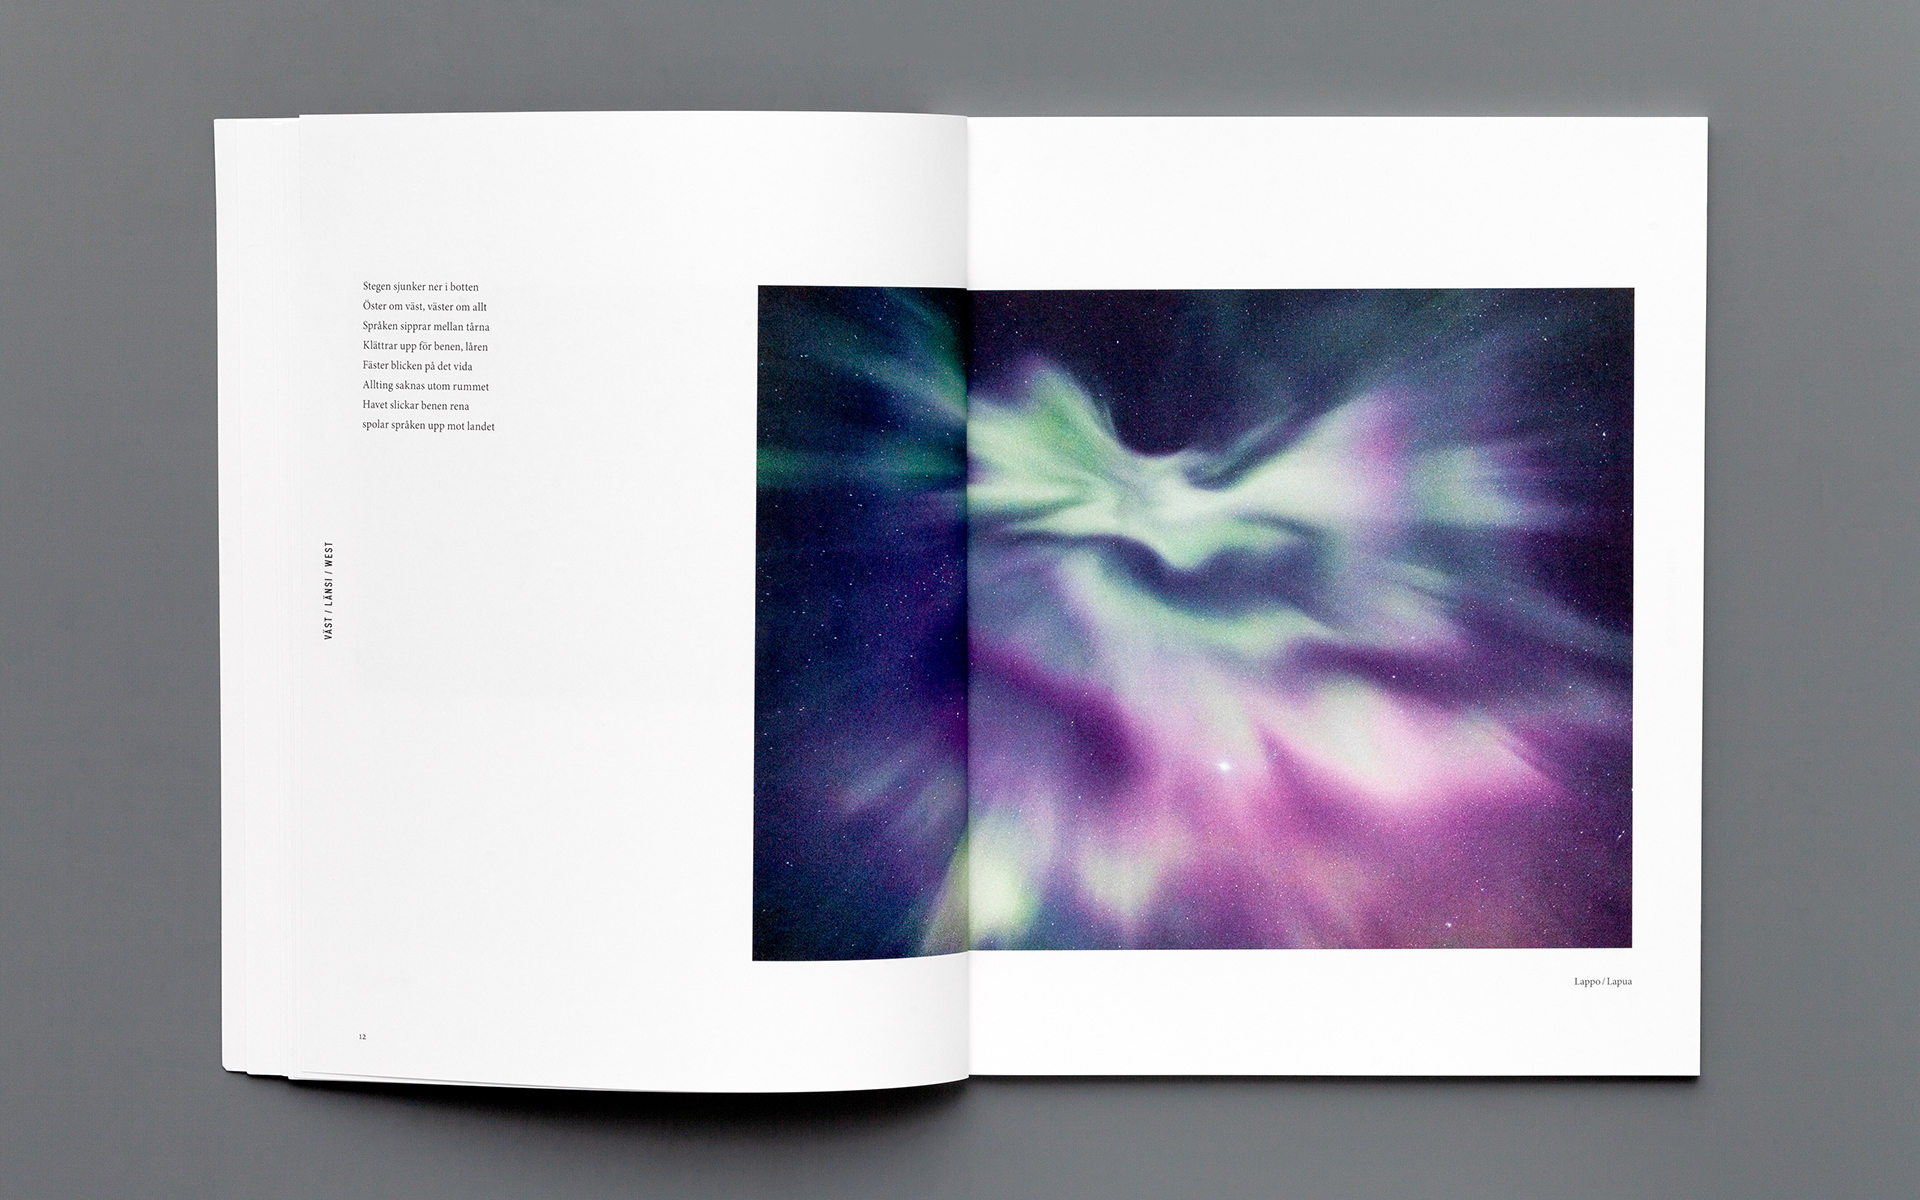 Stegen sjunker ner i botten
Öster om väst, väster om allt
Språken sipprar mellan tårna
Klättrar upp för benen, låren
Fäster blicken på det vida
Allting saknas utom rummet
Havet slickar benen rena
spolar språken upp mot landet
VÄST / LÄNSI / WEST
12
Lappo / Lapua